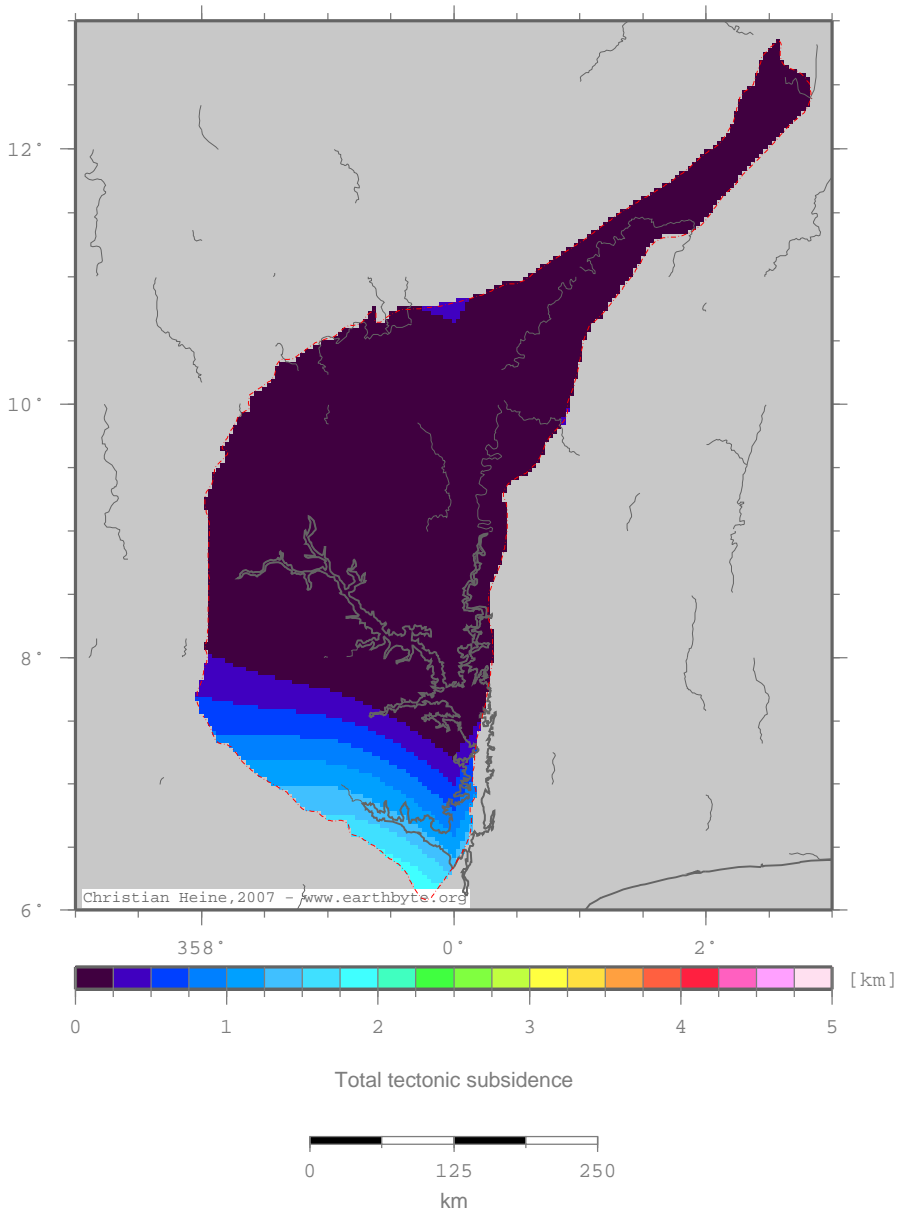 12°
10°
8°
6°
Christian Heine,2007 - www.earthbyte.org
358° 0° 2°
[km]
0 1 2 3 4 5
Total tectonic subsidence
0 125 250
km